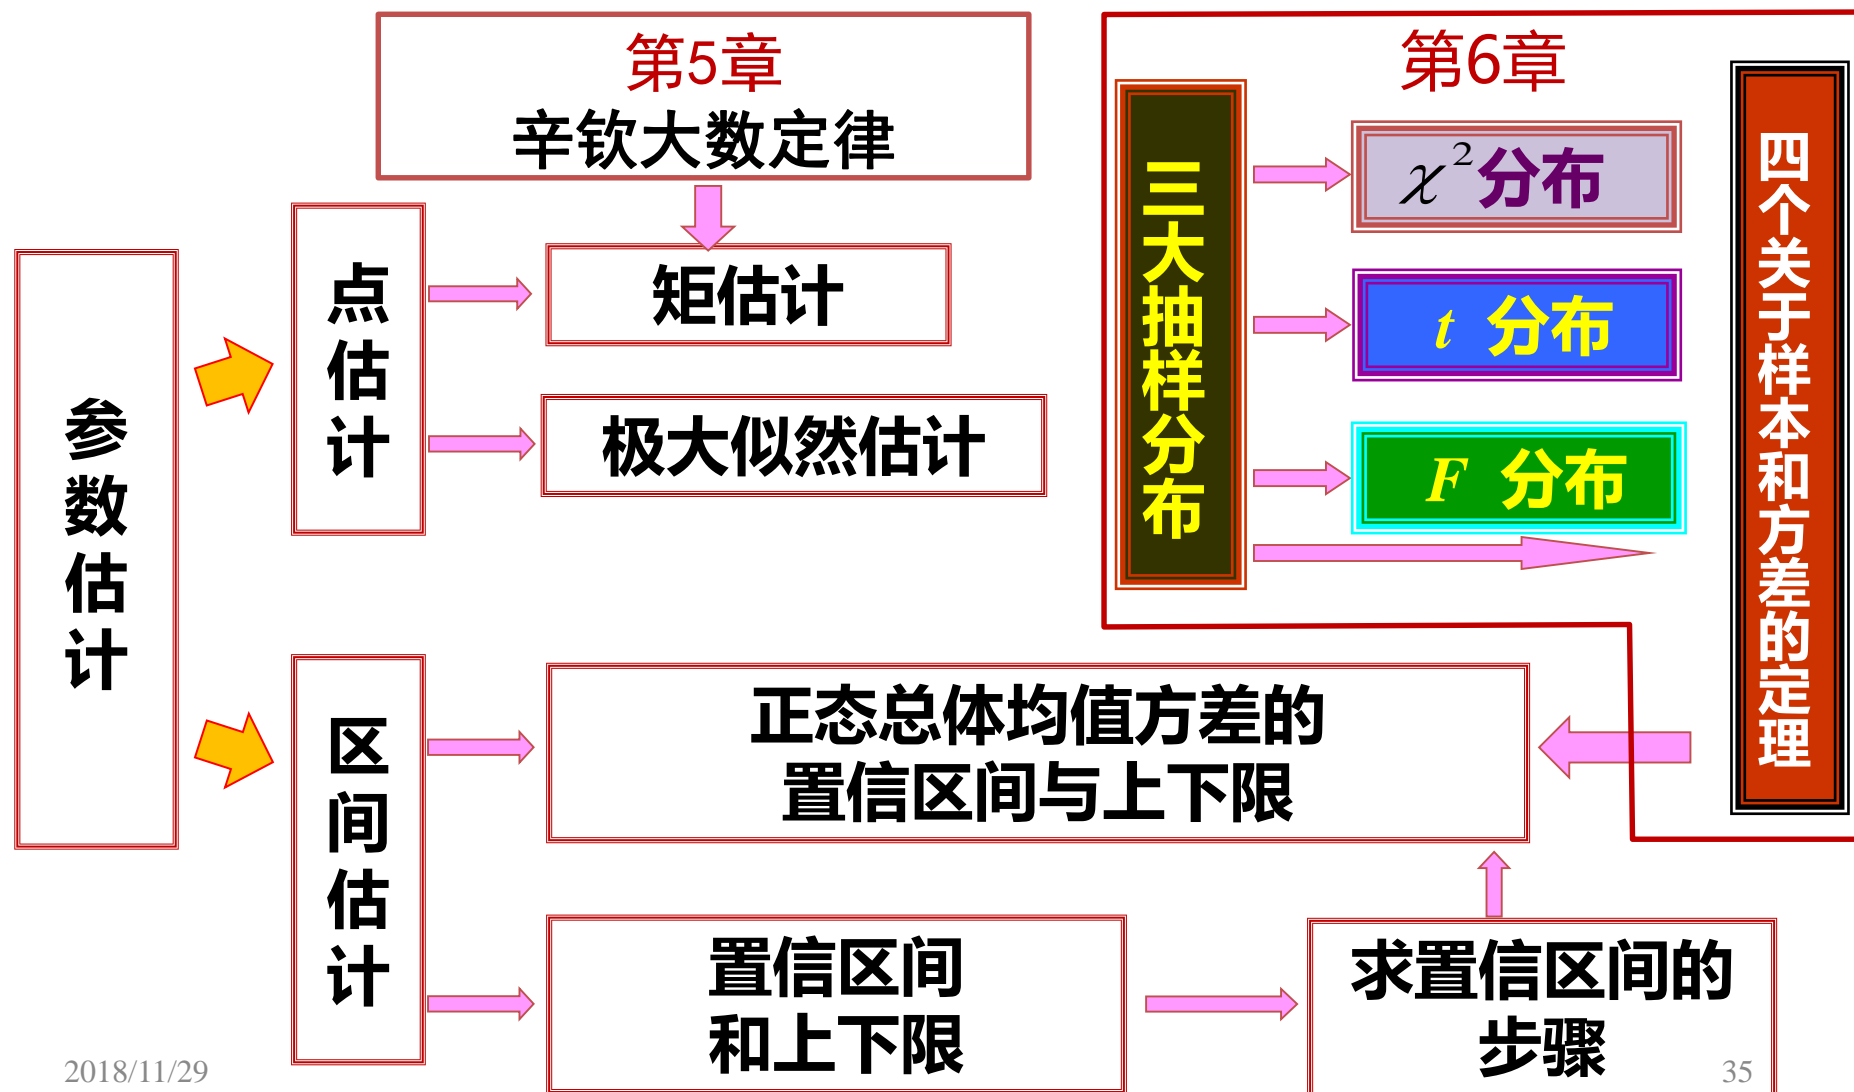 第5章
辛钦大数定律
第6章
参数估计
点估计
矩估计
极大似然估计
三大抽样分布
χ²分布
t 分布
F 分布
四个关于样本和方差的定理
区间估计
正态总体均值方差的
置信区间与上下限
置信区间
和上下限
求置信区间的
步骤
2018/11/29
35